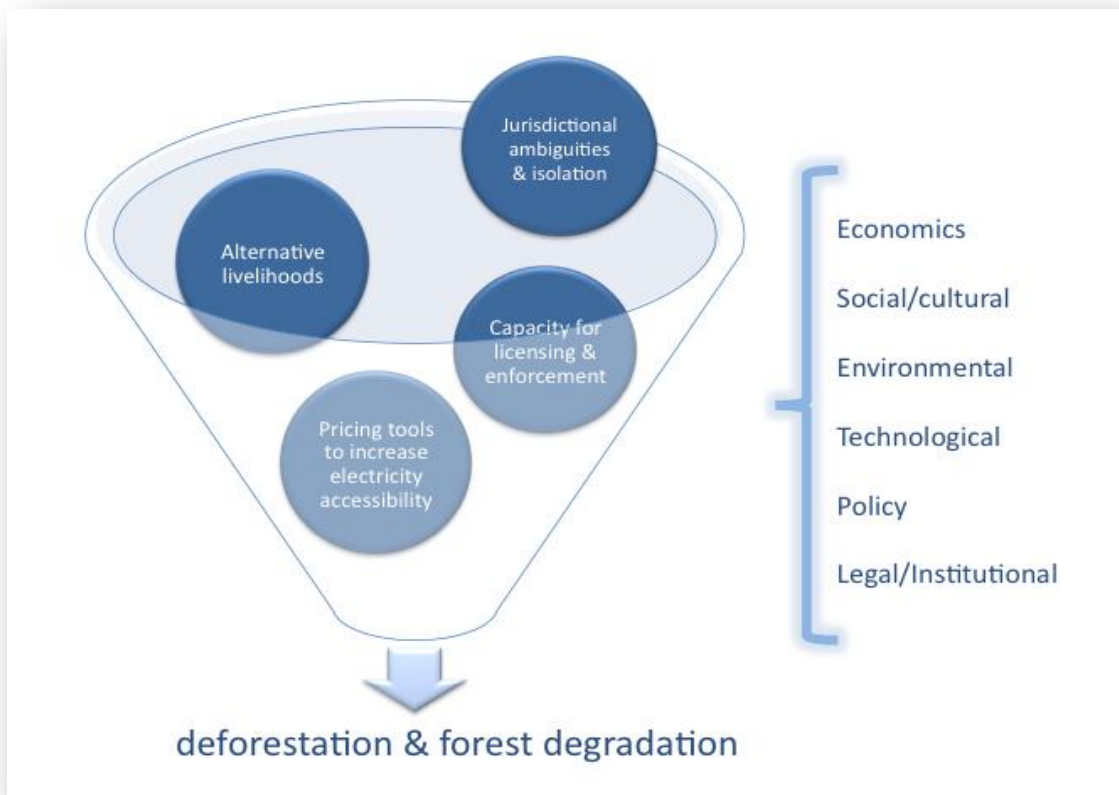 Jurisdictional
ambiguities
& isolation
Alternative
livelihoods
Capacity for
licensing &
enforcement
Pricing tools
to increase
electricity
accessibility
deforestation & forest degradation
Economics
Social/cultural
Environmental
Technological
Policy
Legal/Institutional